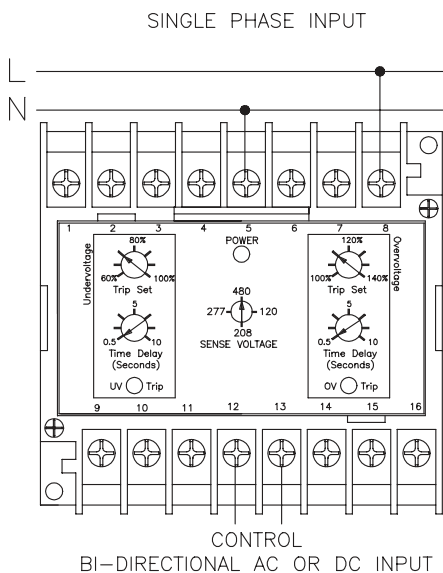 SINGLE PHASE INPUT
L
N
1 2 3 4 5 6 7 8
Undervoltage
80%
60% 100%
Trip Set
5
0.5 10
Time Delay
(Seconds)
UV Trip
POWER
480
277 120
208
SENSE VOLTAGE
120%
100% 140%
Trip Set
5
0.5 10
Time Delay
(Seconds)
OV Trip
Overvoltage
9 10 11 12 13 14 15 16
CONTROL
BI-DIRECTIONAL AC OR DC INPUT